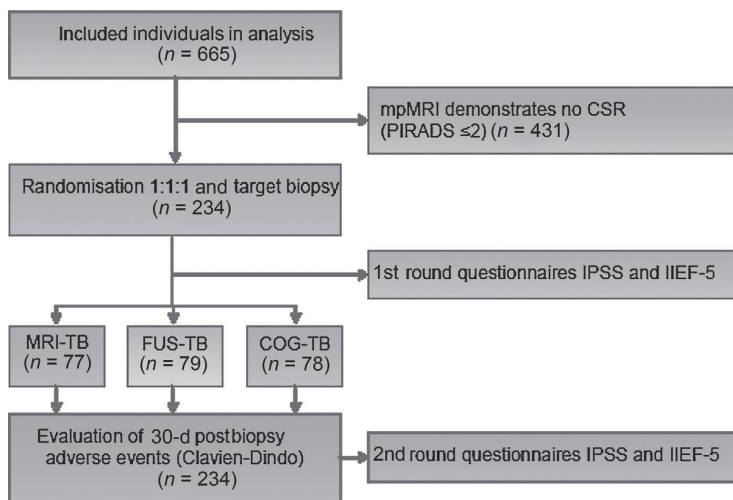 Included individuals in analysis
(n = 665)
mpMRI demonstrates no CSR
(PIRADS ≤2) (n = 431)
Randomisation 1:1:1 and target biopsy
(n = 234)
1st round questionnaires IPSS and IIEF-5
MRI-TB
(n = 77)
FUS-TB
(n = 79)
COG-TB
(n = 78)
Evaluation of 30-d postbiopsy
adverse events (Clavien-Dindo)
(n = 234)
2nd round questionnaires IPSS and IIEF-5